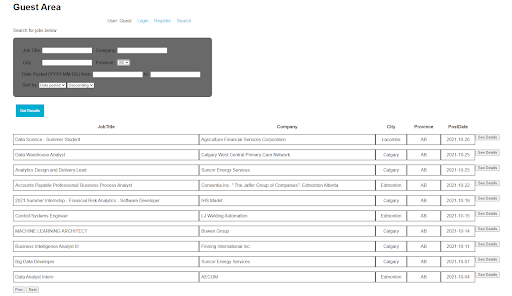 Guest Area
User: Guest Login Register Search
Search for jobs below
Job Title: Company:
City: Province: All
Date Posted (YYYY-MM-DD) from: to:
Sort by: Date posted Descending
Get Results
JobTitle Company City Province PostDate
Data Science - Summer Student Agriculture Financial Services Corporation Lacombe AB 2021-10-26 See Details
Data Warehouse Analyst Calgary West Central Primary Care Network Calgary AB 2021-10-25 See Details
Analytics Design and Delivery Lead Suncor Energy Services Calgary AB 2021-10-25 See Details
Accounts Payable Professional Business Process Analyst Convenientia Inc. "The Jaffer Group of Companies" Edmonton Alberta Edmonton AB 2021-10-22 See Details
2021 Summer Internship - Financial Risk Analytics - Software Developer IHS Markit Calgary AB 2021-10-19 See Details
Control Systems Engineer LJ Welding Automation Edmonton AB 2021-10-15 See Details
MACHINE LEARNING ARCHITECT Bowen Group Calgary AB 2021-10-14 See Details
Business Intelligence Analyst III Finning International Inc. Calgary AB 2021-10-11 See Details
Big Data Developer Suncor Energy Services Calgary AB 2021-10-07 See Details
Data Analyst Intern AECOM Edmonton AB 2021-10-04 See Details
Prev Next